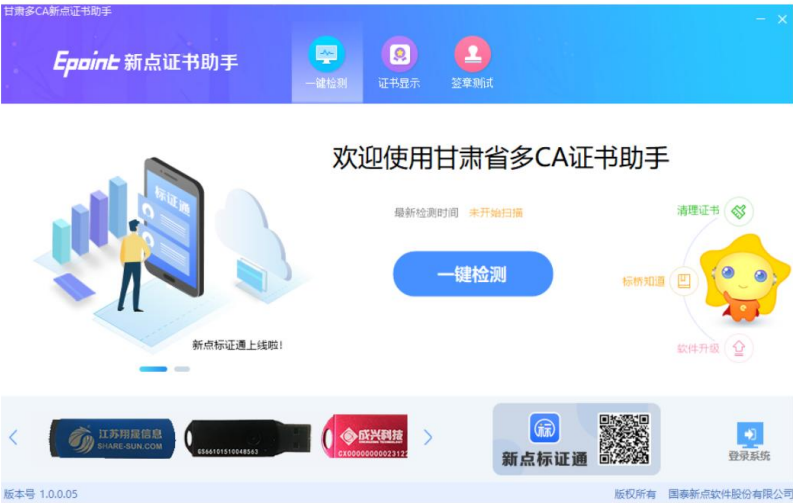 甘肃多CA新点证书助手
Epoint 新点证书助手
一键检测
证书显示
签章测试
欢迎使用甘肃省多CA证书助手
最新检测时间 未开始扫描
清理证书
一键检测
标桥知道
标证通
软件升级
新点标证通上线啦!
江苏翔晟信息
SHARE-SUN.COM
GS66101510048563
成兴科技
标
新点标证通
登录系统
版本号 1.0.0.05
版权所有 国泰新点软件股份有限公司